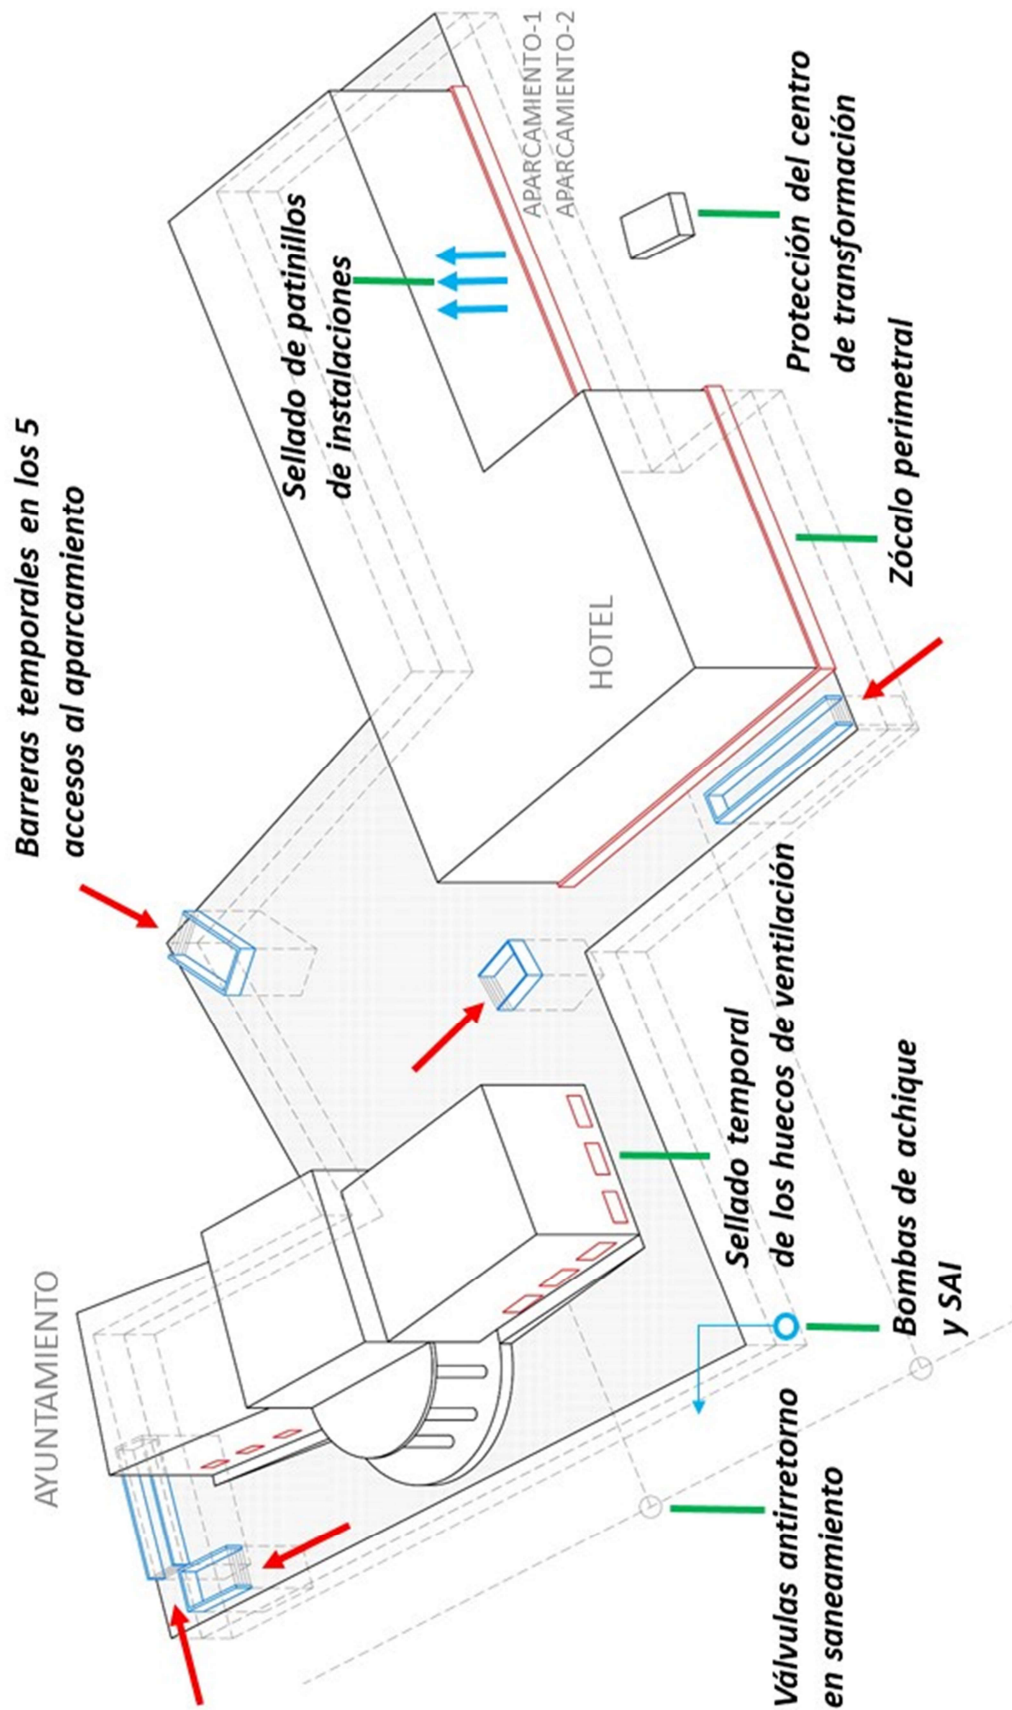 AYUNTAMIENTO
Barreras temporales en los 5
accesos al aparcamiento
Sellado de patinillos
de instalaciones
HOTEL
APARCAMIENTO-1
APARCAMIENTO-2
Válvulas antirretorno
en saneamiento
Bombas de achique
y SAI
Sellado temporal
de los huecos de ventilación
Zócalo perimetral
Protección del centro
de transformación